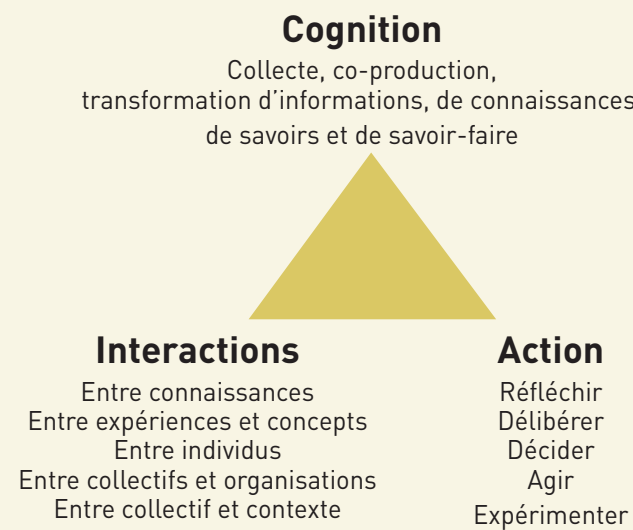 Cognition
Collecte, co-production,
transformation d’informations, de connaissances
de savoirs et de savoir-faire
Interactions
Entre connaissances
Entre expériences et concepts
Entre individus
Entre collectifs et organisations
Entre collectif et contexte
Action
Réfléchir
Délibérer
Décider
Agir
Expérimenter